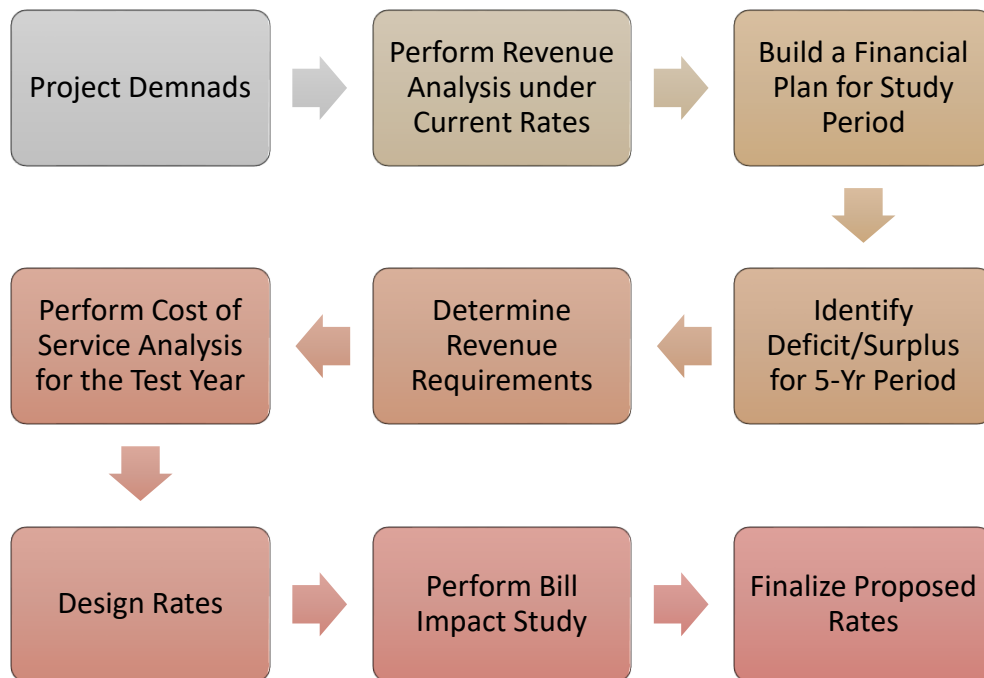 Project Demnads
Perform Revenue
Analysis under
Current Rates
Build a Financial
Plan for Study
Period
Identify
Deficit/Surplus
for 5-Yr Period
Determine
Revenue
Requirements
Perform Cost of
Service Analysis
for the Test Year
Design Rates
Perform Bill
Impact Study
Finalize Proposed
Rates